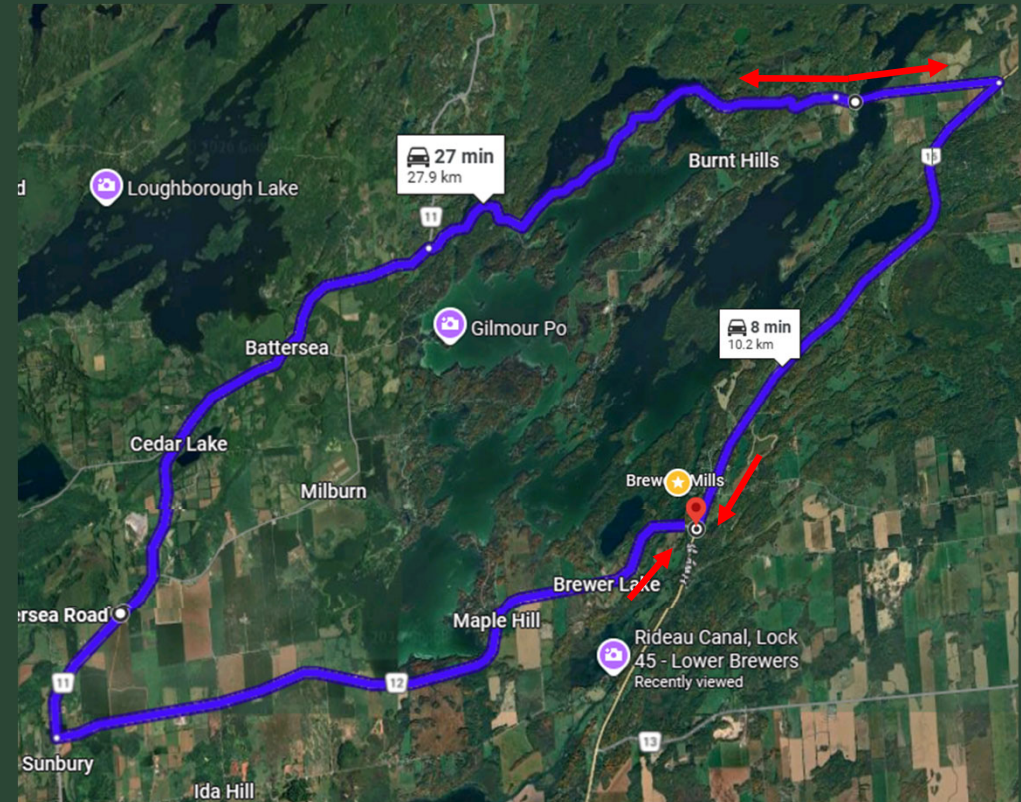 27 min
27.9 km
15
Burnt Hills
d
Loughborough Lake
11
Gilmour Po
8 min
10.2 km
Battersea
Cedar Lake
Milburn
Brew Mills
Brewer Lake
ersea Road
Maple Hill
Rideau Canal, Lock
45 - Lower Brewers
Recently viewed
11
12
13
Sunbury
Ida Hill